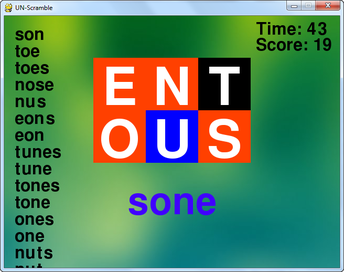 UN-Scramble
Time: 43
Score: 19
son
toe
toes
nose
nus
eons
eon
tunes
tune
tones
tone
ones
one
nuts
E N T
O U S
sone